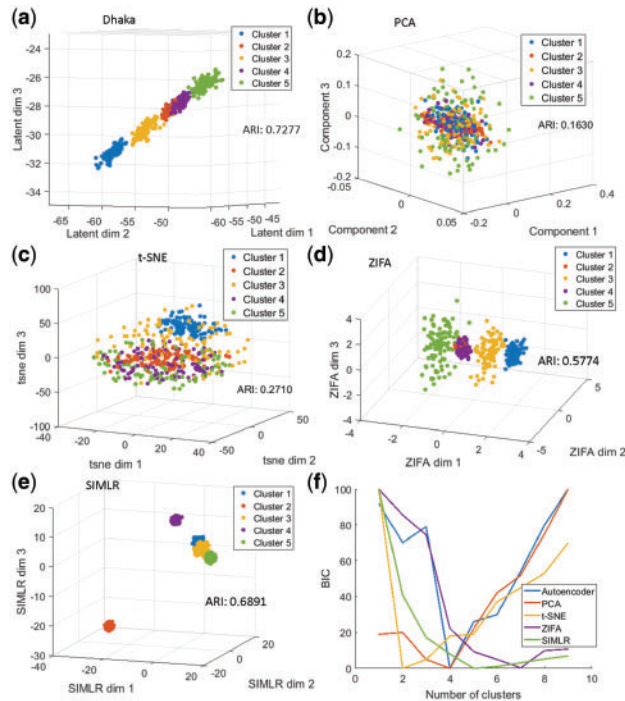 (a)
Dhaka
Latent dim 3
-24
-26
-28
-30
-32
-34
Cluster 1
Cluster 2
Cluster 3
Cluster 4
Cluster 5
ARI: 0.7277
-65
-60
-55
-50
-60
-55
-50
-45
Latent dim 2
Latent dim 1
(b)
PCA
Component 3
0.2
0.1
0
-0.1
-0.2
Cluster 1
Cluster 2
Cluster 3
Cluster 4
Cluster 5
ARI: 0.1630
-0.05
0
0.05
-0.2
0
0.2
0.4
Component 2
Component 1
(c)
t-SNE
tsne dim 3
100
50
0
-50
-100
Cluster 1
Cluster 2
Cluster 3
Cluster 4
Cluster 5
ARI: 0.2710
-40
-20
0
20
40
-50
0
50
tsne dim 1
tsne dim 2
(d)
ZIFA
ZIFA dim 3
4
2
0
-2
-4
Cluster 1
Cluster 2
Cluster 3
Cluster 4
Cluster 5
ARI: 0.5774
-4
-2
0
2
4
-5
0
5
ZIFA dim 1
ZIFA dim 2
(e)
SIMLR
SIMLR dim 3
20
10
0
-10
-20
-30
Cluster 1
Cluster 2
Cluster 3
Cluster 4
Cluster 5
ARI: 0.6891
-40
-20
0
20
-20
0
20
SIMLR dim 1
SIMLR dim 2
(f)
BIC
100
80
60
40
20
0
Autoencoder
PCA
t-SNE
ZIFA
SIMLR
0
2
4
6
8
10
Number of clusters